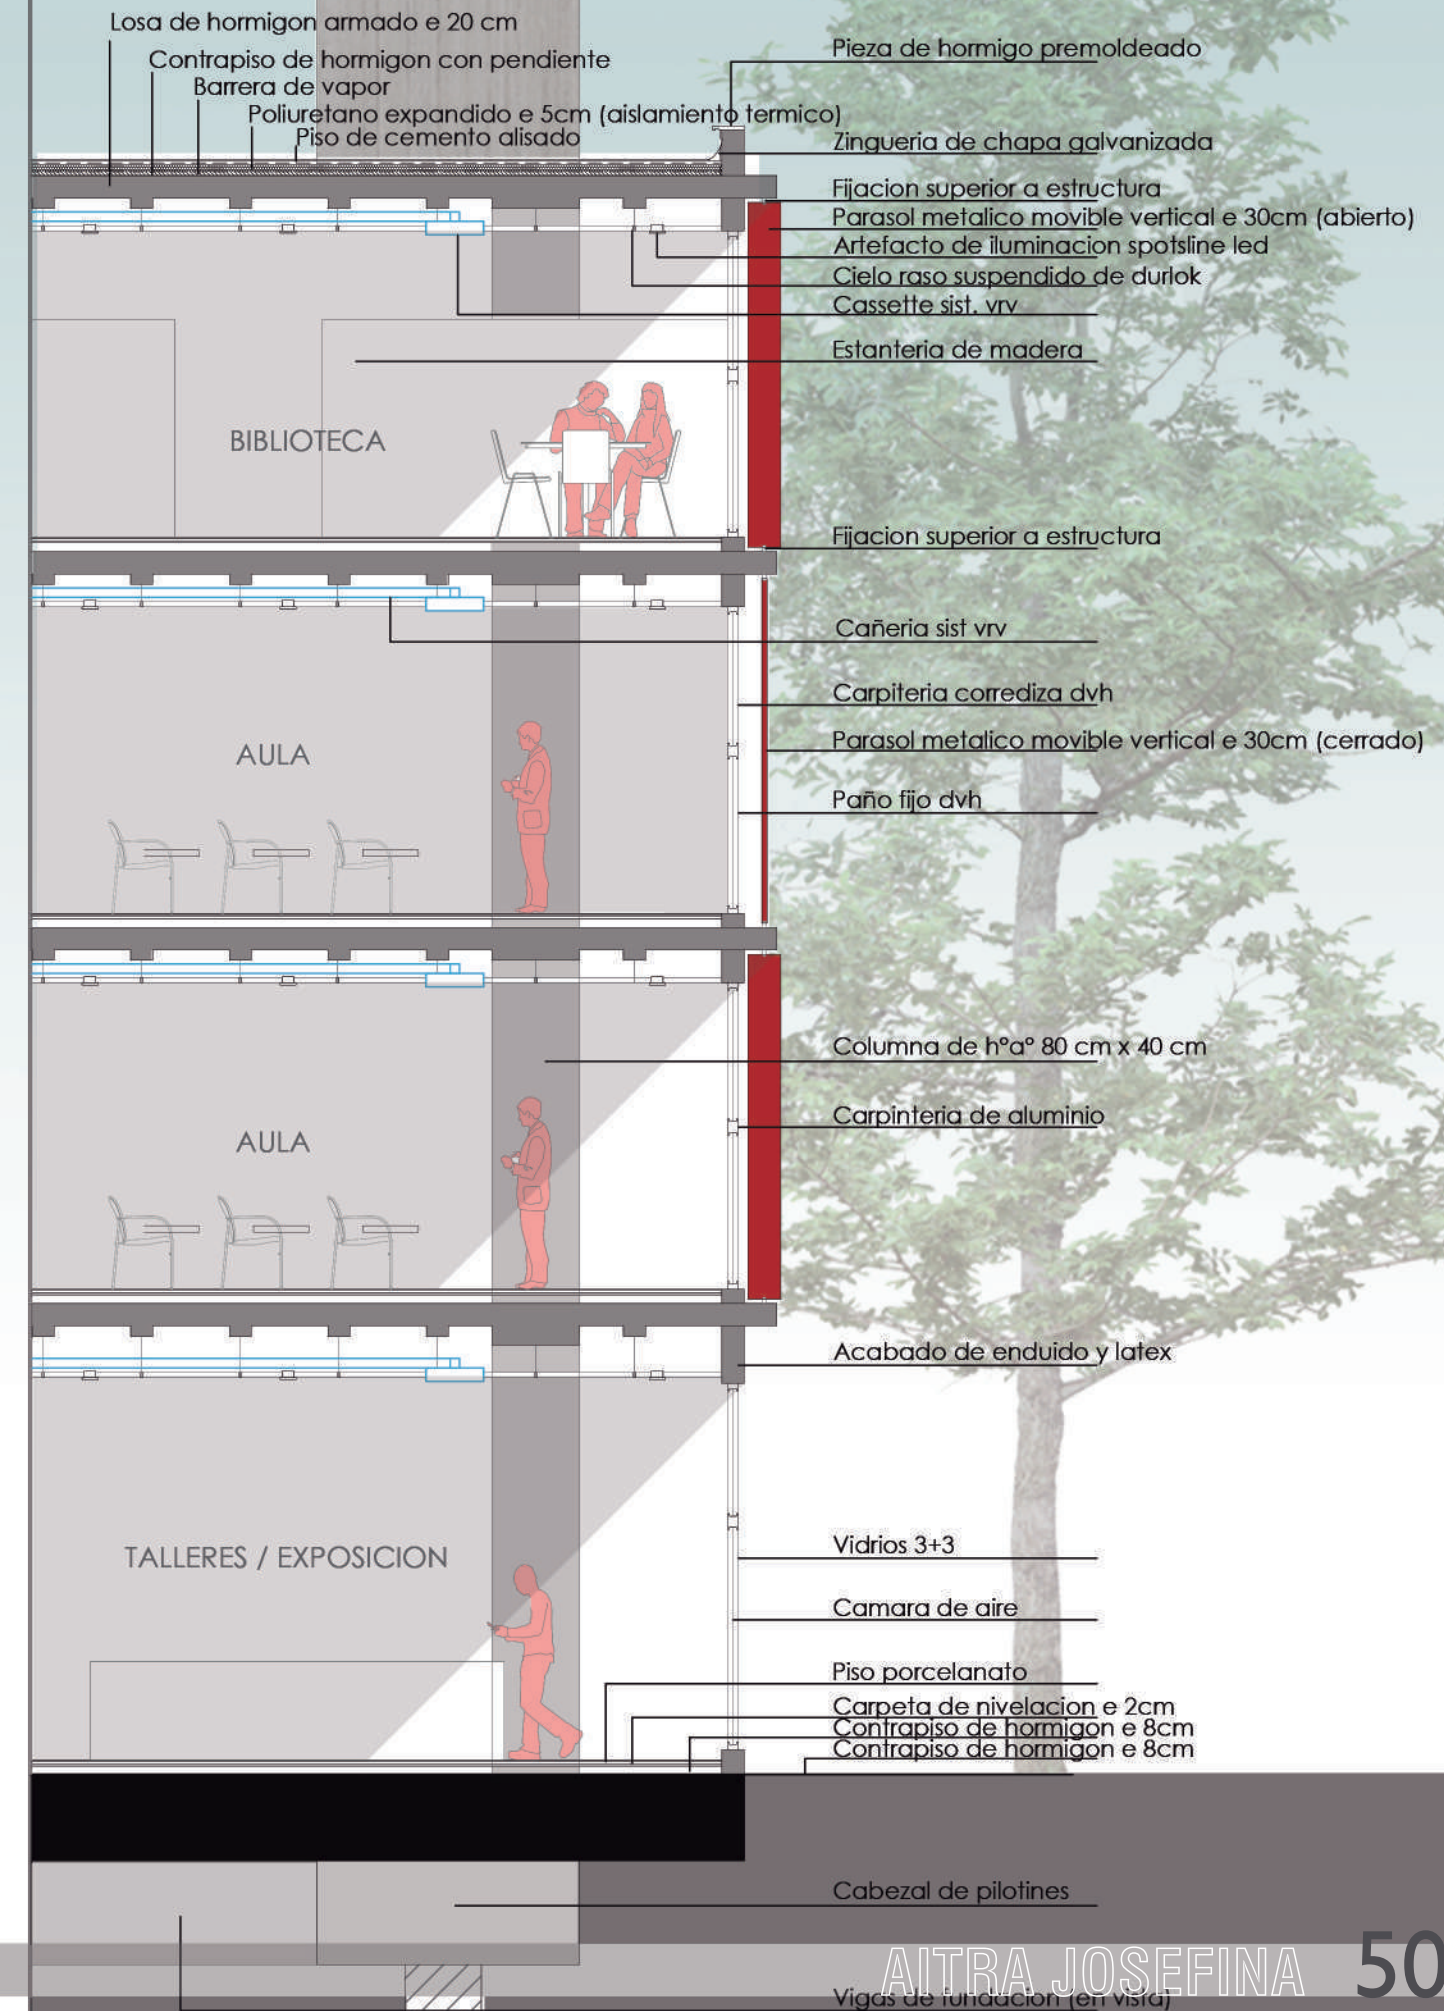 Losa de hormigon armado e 20 cm
Contrapiso de hormigon con pendiente
Barrera de vapor
Poliuretano expandido e 5cm (aislamiento termico)
Piso de cemento alisado
Pieza de hormigo premoldeado
Zingueria de chapa galvanizada
Fijacion superior a estructura
Parasol metalico movible vertical e 30cm (abierto)
Artefacto de iluminacion spotsline led
Cielo raso suspendido de durlok
Cassette sist. vrv
Estanteria de madera
BIBLIOTECA
Fijacion superior a estructura
Cañeria sist vrv
Carpiteria corrediza dvh
Parasol metalico movible vertical e 30cm (cerrado)
AULA
Paño fijo dvh
Columna de h°a° 80 cm x 40 cm
Carpinteria de aluminio
AULA
Acabado de enduido y latex
Vidrios 3+3
TALLERES / EXPOSICION
Camara de aire
Piso porcelanato
Carpeta de nivelacion e 2cm
Contrapiso de hormigon e 8cm
Contrapiso de hormigon e 8cm
Cabezal de pilotines
AITRA JOSEFINA 50
Vigas de fundacion (en vista)